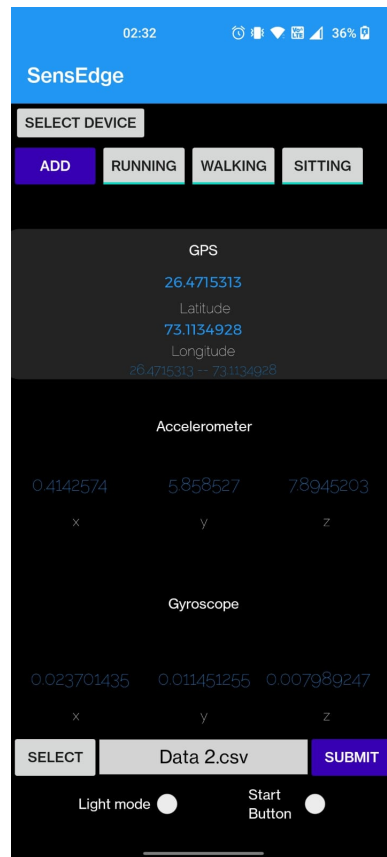 02:32 36%
SensEdge
SELECT DEVICE
ADD RUNNING WALKING SITTING
GPS
26.4715313
Latitude
73.1134928
Longitude
26.4715313 -- 73.1134928
Accelerometer
0.4142574 5.858527 7.8945203
x y z
Gyroscope
0.023701435 0.011451255 0.007989247
x y z
SELECT Data 2.csv SUBMIT
Light mode Start
Button